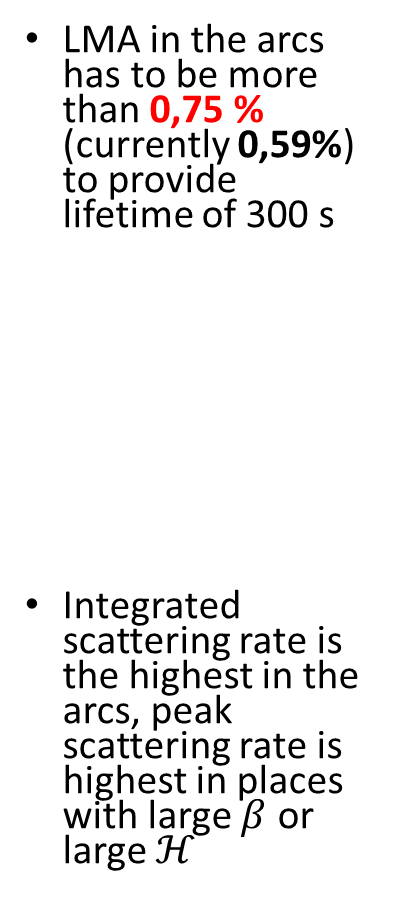 • LMA in the arcs
has to be more
than 0,75 %
(currently 0,59%)
to provide
lifetime of 300 s
• Integrated
scattering rate is
the highest in the
arcs, peak
scattering rate is
highest in places
with large 𝛽 or
large ℋ